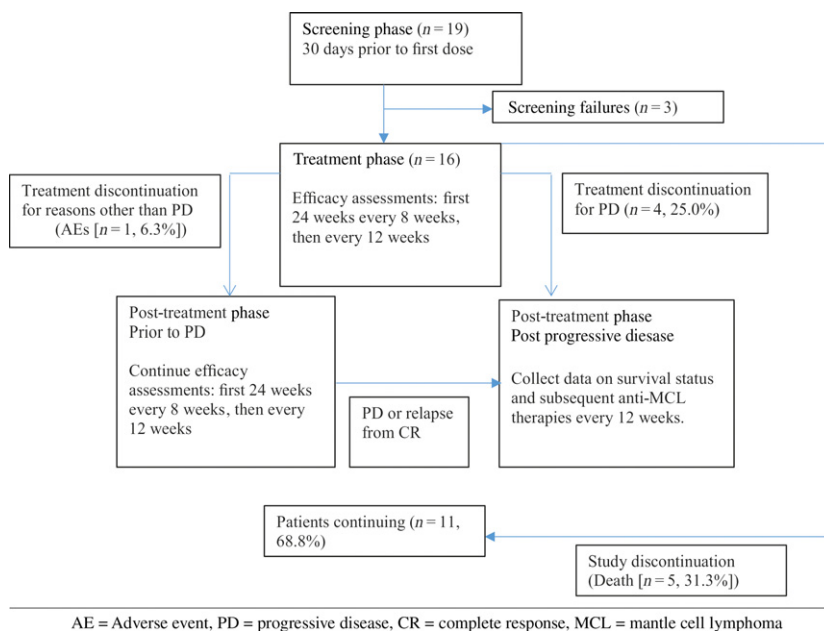 Screening phase (n = 19)
30 days prior to first dose
Screening failures (n = 3)
Treatment phase (n = 16)
Efficacy assessments: first
24 weeks every 8 weeks,
then every 12 weeks
Treatment discontinuation
for reasons other than PD
(AEs [n = 1, 6.3%])
Treatment discontinuation
for PD (n = 4, 25.0%)
Post-treatment phase
Prior to PD
Continue efficacy
assessments: first 24 weeks
every 8 weeks, then every
12 weeks
PD or relapse
from CR
Post-treatment phase
Post progressive diesase
Collect data on survival status
and subsequent anti-MCL
therapies every 12 weeks.
Patients continuing (n = 11,
68.8%)
Study discontinuation
(Death [n = 5, 31.3%])
AE = Adverse event, PD = progressive disease, CR = complete response, MCL = mantle cell lymphoma